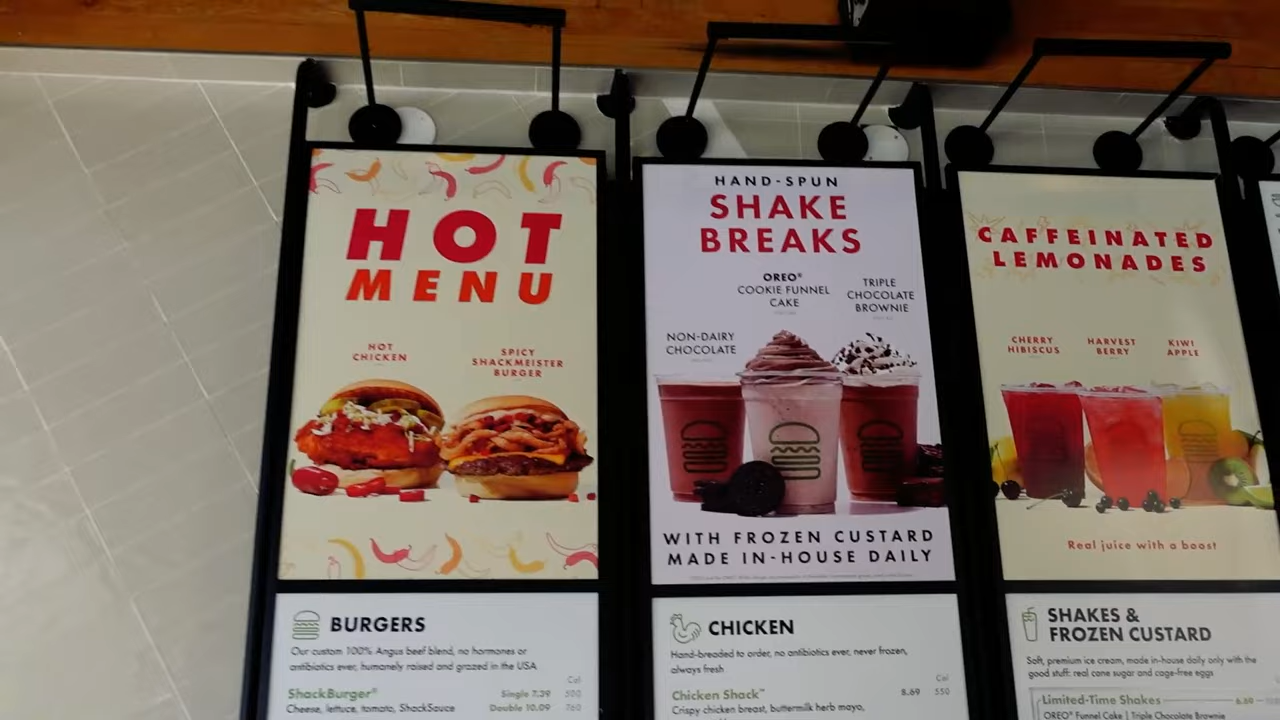 HOT
MENU
HOT
CHICKEN
SPICY
SHACKMEISTER
BURGER
HAND-SPUN
SHAKE
BREAKS
OREO®
COOKIE FUNNEL
CAKE
TRIPLE
CHOCOLATE
BROWNIE
NON-DAIRY
CHOCOLATE
WITH FROZEN CUSTARD
MADE IN-HOUSE DAILY
CAFFEINATED
LEMONADES
CHERRY
HIBISCUS
HARVEST
BERRY
KIWI
APPLE
Real juice with a boost
BURGERS
Our custom 100% Angus beef blend, no hormones or
antibiotics ever, humanely raised and grazed in the USA
Cal
ShackBurger® Single 7.39
Cheese, lettuce, tomato, ShackSauce Double 10.09 760
CHICKEN
Hand-breaded to order, no antibiotics ever, never frozen,
always fresh
Cal
Chicken Shack™ 8.69 550
Crispy chicken breast, buttermilk herb mayo,
SHAKES &
FROZEN CUSTARD
Soft, premium ice cream, made in-house daily only with the
good stuff: real cane sugar and cage-free eggs
Limited-Time Shakes
OREO® Funnel Cake | Triple Chocolate Brownie